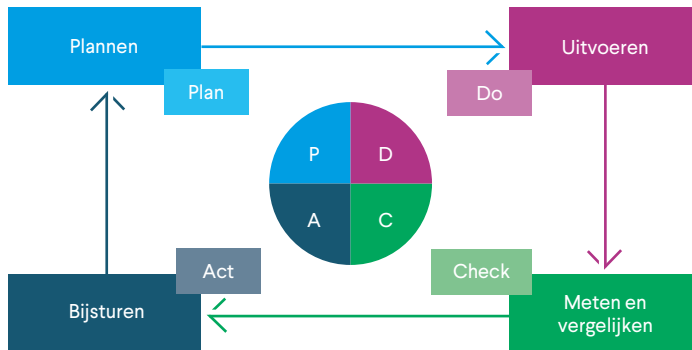 Plannen
Plan
Uitvoeren
Do
P
D
A
C
Act
Bijsturen
Check
Meten en
vergelijken